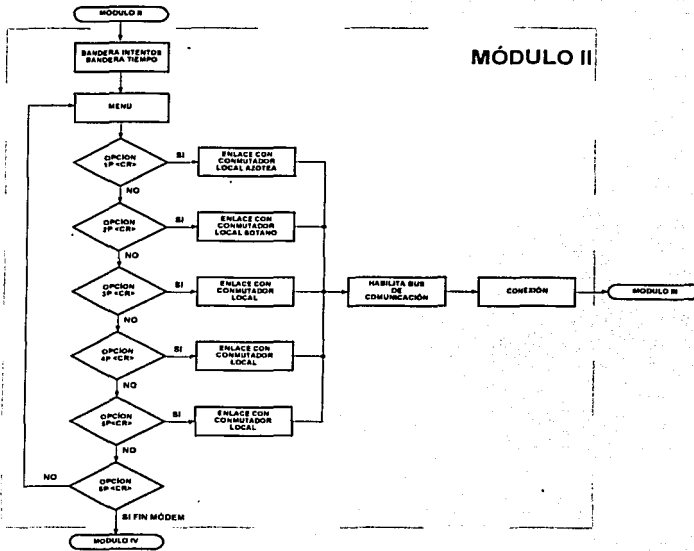 MODULO II
BANDERA INTENTOS
BANDERA TIEMPO
MÓDULO II
MENU
OPCION
1P <CR>
SI
ENLACE CON
CONMUTADOR
LOCAL AZOTEA
NO
OPCION
2P <CR>
SI
ENLACE CON
CONMUTADOR
LOCAL SOTANO
NO
OPCION
3P <CR>
SI
ENLACE CON
CONMUTADOR
LOCAL
HABILITA BUS
DE
COMUNICACIÓN
CONEXIÓN
MODULO III
NO
OPCION
4P <CR>
SI
ENLACE CON
CONMUTADOR
LOCAL
NO
OPCION
5P<CR>
SI
ENLACE CON
CONMUTADOR
LOCAL
NO
NO
OPCION
6P <CR>
SI FIN MÓDEM
MODULO IV